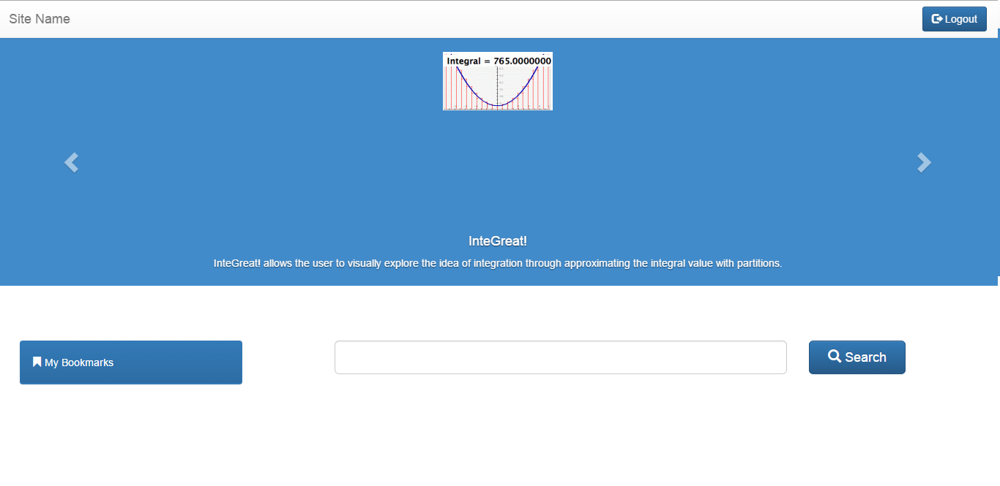 Site Name
Logout
Integral = 765.0000000
InteGreat!
InteGreat! allows the user to visually explore the idea of integration through approximating the integral value with partitions.
My Bookmarks
Search